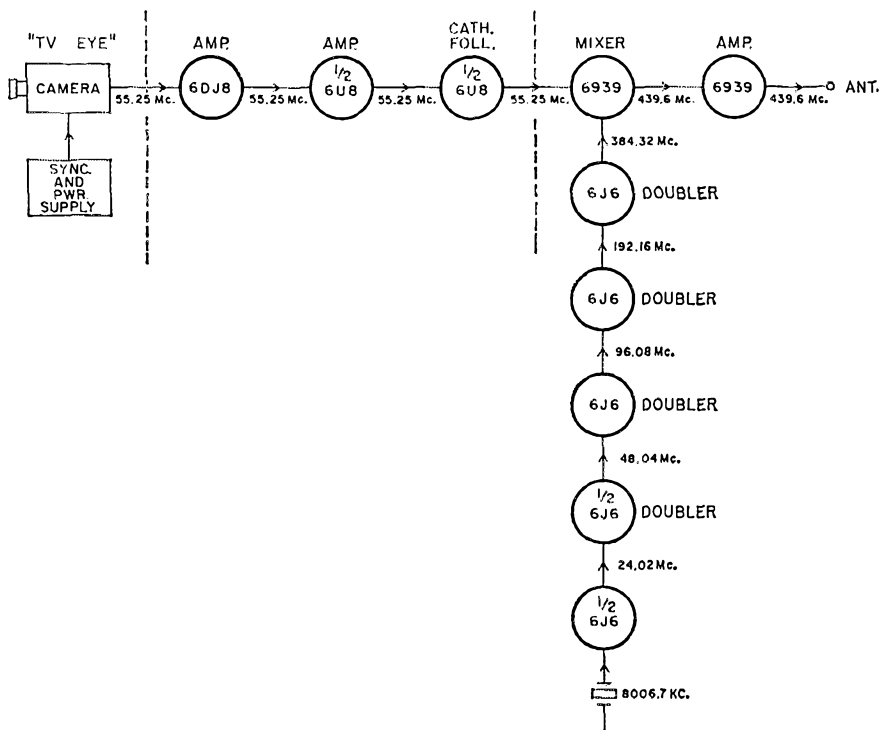 "TV EYE"
CAMERA
SYNC.
AND
PWR.
SUPPLY
55.25 Mc.
AMP.
6DJ8
55.25 Mc.
AMP.
1/2
6U8
55.25 Mc.
CATH.
FOLL.
1/2
6U8
55.25 Mc.
MIXER
6939
439.6 Mc.
AMP.
6939
439.6 Mc.
ANT.
384.32 Mc.
6J6 DOUBLER
192.16 Mc.
6J6 DOUBLER
96.08 Mc.
6J6 DOUBLER
48.04 Mc.
1/2
6J6 DOUBLER
24.02 Mc.
1/2
6J6
8006.7 KC.